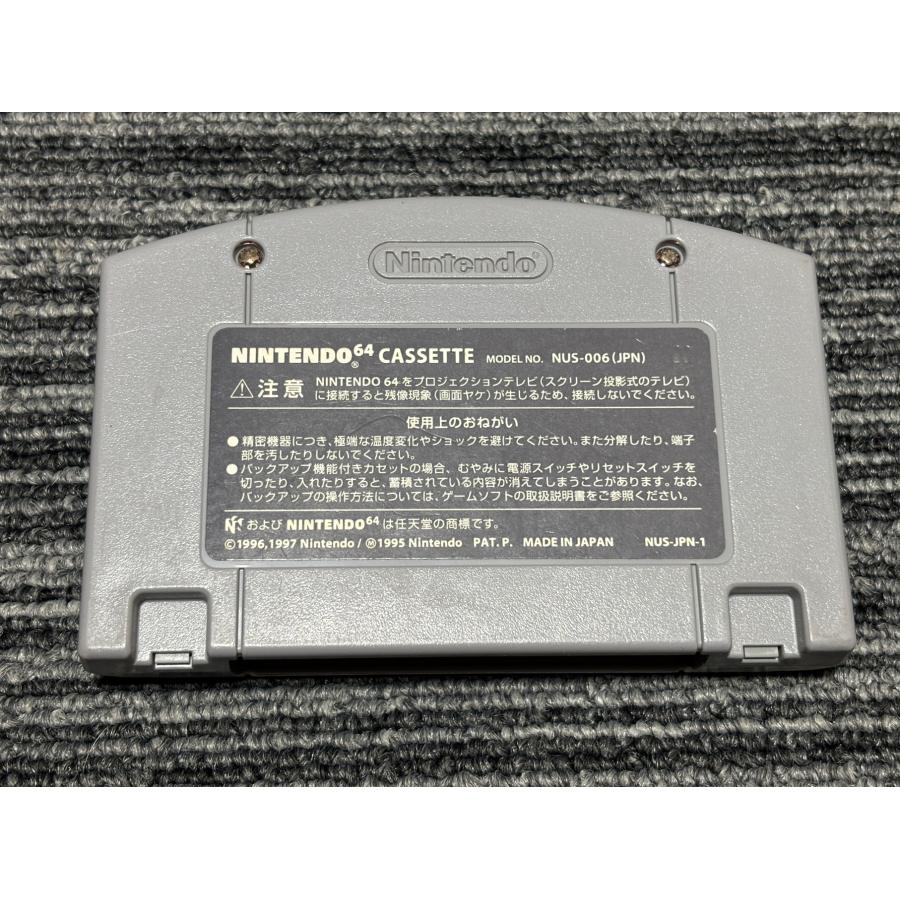 Nintendo
NINTENDO64 CASSETTE MODEL NO. NUS-006(JPN)
⚠注意 NINTENDO 64をプロジェクションテレビ(スクリーン投影式のテレビ)
に接続すると残像現象(画面ヤケ)が生じるため、接続しないでください。
使用上のおねがい
●精密機器につき、極端な温度変化やショックを避けてください。また分解したり、端子
部を汚したりしないでください。
●バックアップ機能付きカセットの場合、むやみに電源スイッチやリセットスイッチを
切ったり、入れたりすると、蓄積されている内容が消えてしまうことがあります。なお、
バックアップの操作方法については、ゲームソフトの取扱説明書をご参照ください。
および NINTENDO64は任天堂の商標です。
©1996,1997 Nintendo/Ⓜ1995 Nintendo PAT. P. MADE IN JAPAN NUS-JPN-1